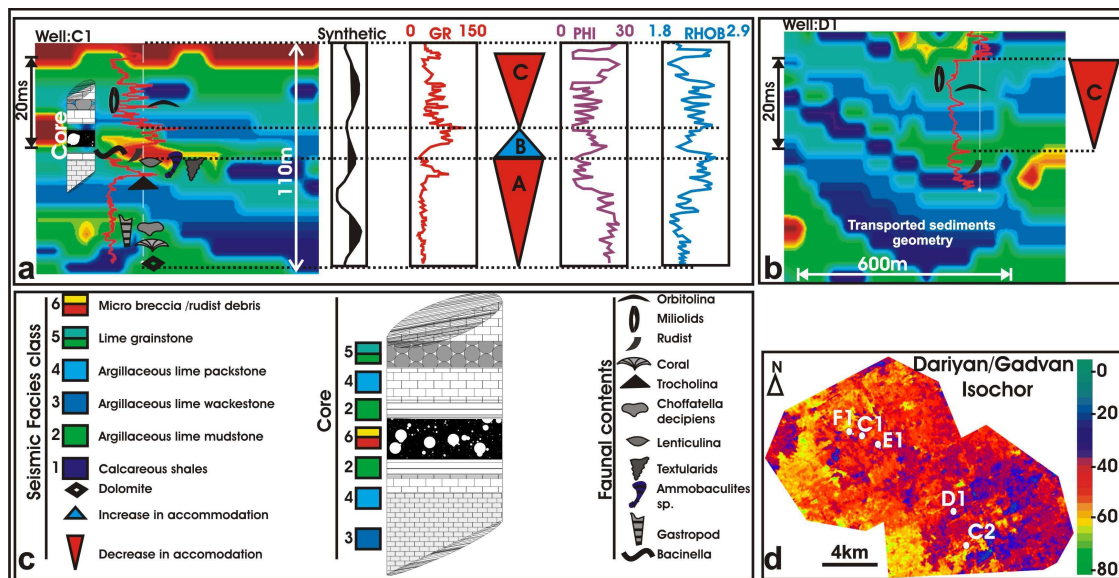 Well:C1
Synthetic
0 GR 150
0 PHI 30
1.8 RHOB 2.9
20ms
Core
110m
C
B
A
a
Well:D1
20ms
C
Transported sediments
geometry
600m
b
Seismic Facies class
6 Micro breccia /rudist debris
5 Lime grainstone
4 Argillaceous lime packstone
3 Argillaceous lime wackestone
2 Argillaceous lime mudstone
1 Calcareous shales
Dolomite
Increase in accommodation
Decrease in accomodation
c
Core
5
4
2
6
2
4
3
Faunal contents
Orbitolina
Miliolids
Rudist
Coral
Trocholina
Choffatella
decipiens
Lenticulina
Textularids
Ammobaculites
sp.
Gastropod
Bacinella
N
Dariyan/Gadvan
Isochor
F1
C1
E1
D1
C2
4km
d
-0
-20
-40
-60
-80